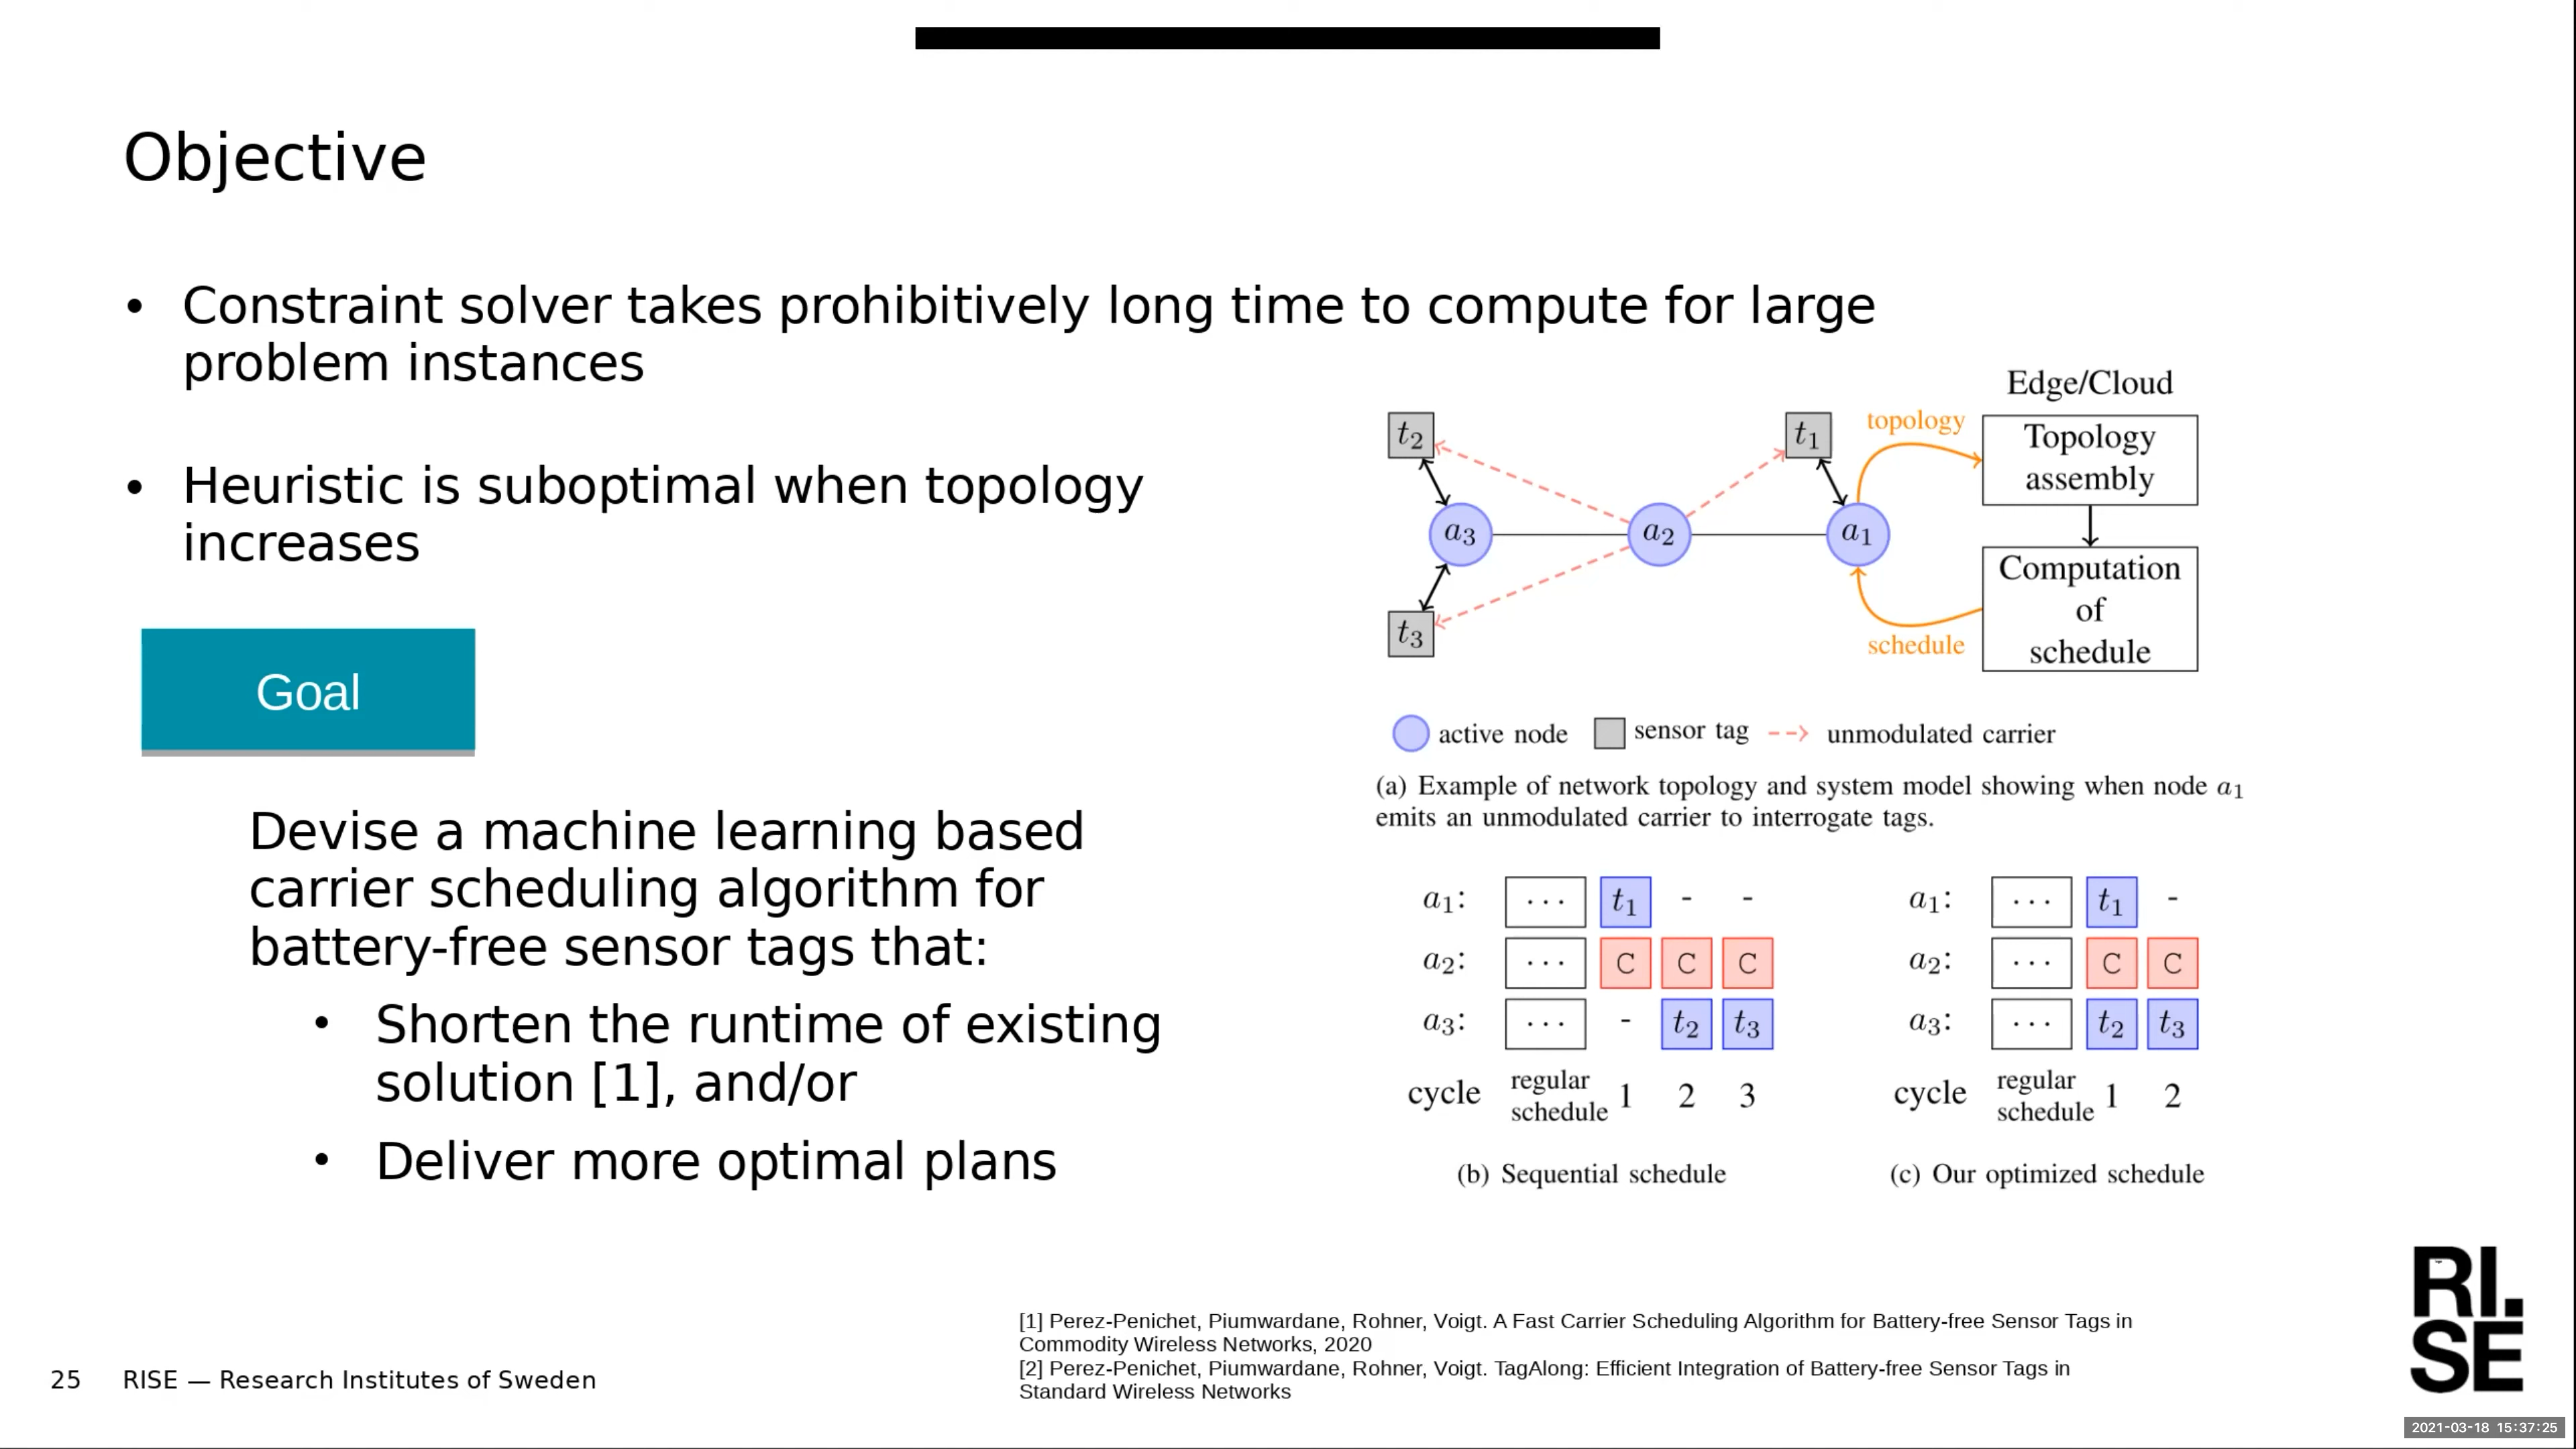 Objective
• Constraint solver takes prohibitively long time to compute for large
problem instances
• Heuristic is suboptimal when topology
increases
Goal
Devise a machine learning based
carrier scheduling algorithm for
battery-free sensor tags that:
• Shorten the runtime of existing
solution [1], and/or
• Deliver more optimal plans
Edge/Cloud
t₂
t₁
topology
Topology
assembly
a₃
a₂
a₁
Computation
of
schedule
t₃
schedule
active node sensor tag unmodulated carrier
(a) Example of network topology and system model showing when node a₁
emits an unmodulated carrier to interrogate tags.
a₁: ··· t₁ - -
a₂: ··· C C C
a₃: ··· - t₂ t₃
cycle regular
schedule 1 2 3
(b) Sequential schedule
a₁: ··· t₁ -
a₂: ··· C C
a₃: ··· t₂ t₃
cycle regular
schedule 1 2
(c) Our optimized schedule
[1] Perez-Penichet, Piumwardane, Rohner, Voigt. A Fast Carrier Scheduling Algorithm for Battery-free Sensor Tags in
Commodity Wireless Networks, 2020
[2] Perez-Penichet, Piumwardane, Rohner, Voigt. TagAlong: Efficient Integration of Battery-free Sensor Tags in
Standard Wireless Networks
25 RISE — Research Institutes of Sweden
RI.
SE
2021-03-18 15:37:25